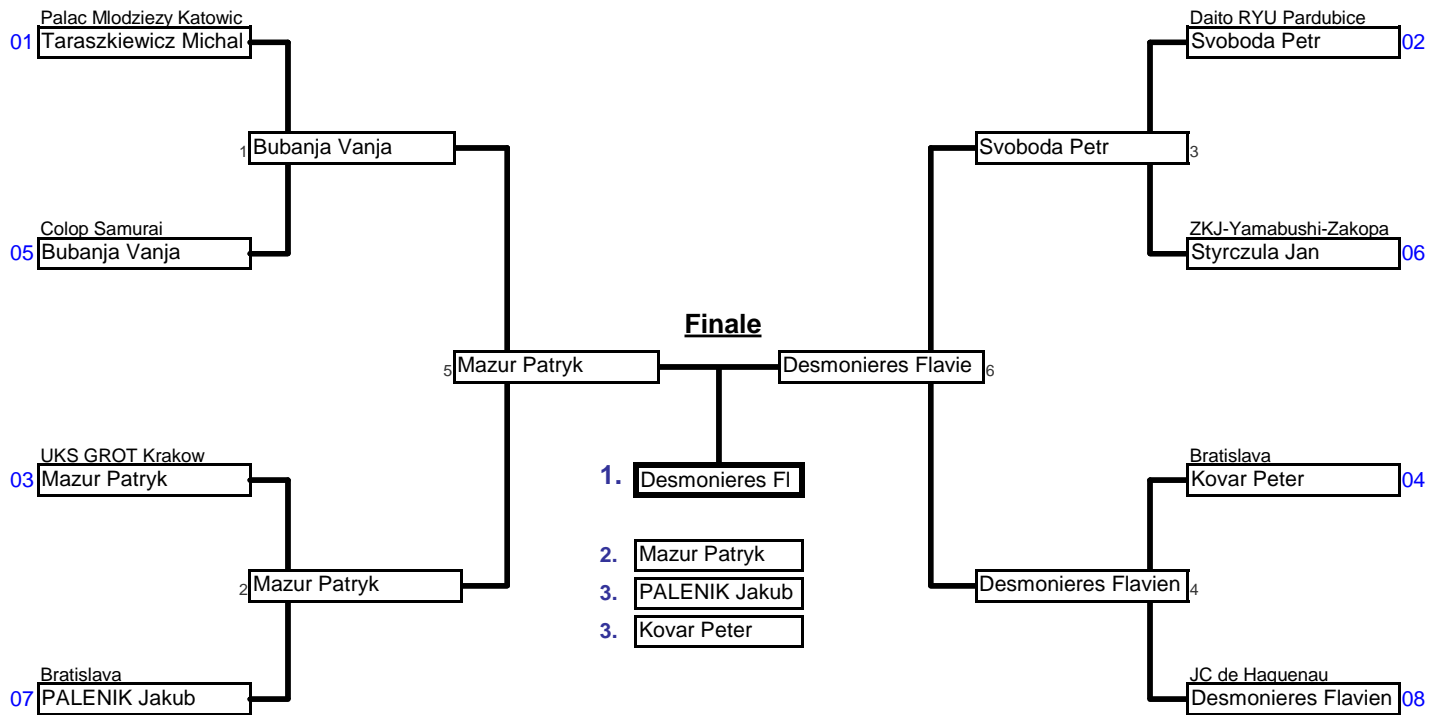 Palac Mlodziezy Katowic
01 Taraszkiewicz Michal
Daito RYU Pardubice
Svoboda Petr 02
1 Bubanja Vanja
Svoboda Petr 3
Colop Samurai
05 Bubanja Vanja
ZKJ-Yamabushi-Zakopa
Styrczula Jan 06
Finale
5 Mazur Patryk
Desmonieres Flavie 6
UKS GROT Krakow
03 Mazur Patryk
1. Desmonieres Fl
Bratislava
Kovar Peter 04
2. Mazur Patryk
3. PALENIK Jakub
3. Kovar Peter
2 Mazur Patryk
Desmonieres Flavien 4
Bratislava
07 PALENIK Jakub
JC de Haguenau
Desmonieres Flavien 08